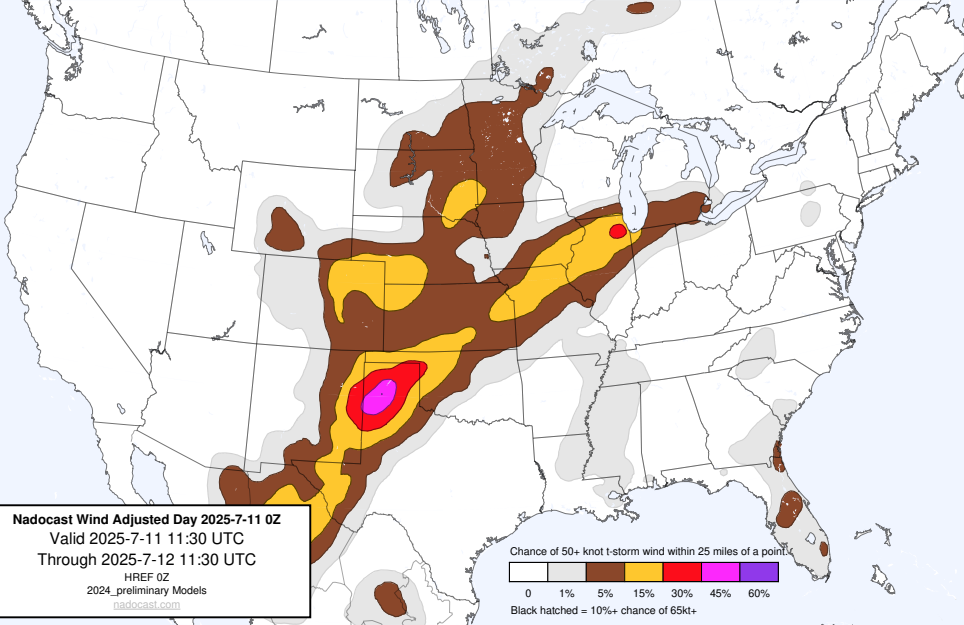 Nadocast Wind Adjusted Day 2025-7-11 0Z
Valid 2025-7-11 11:30 UTC
Through 2025-7-12 11:30 UTC
HREF 0Z
2024_preliminary Models
nadocast.com
Chance of 50+ knot t-storm wind within 25 miles of a point.
0 1% 5% 15% 30% 45% 60%
Black hatched = 10%+ chance of 65kt+